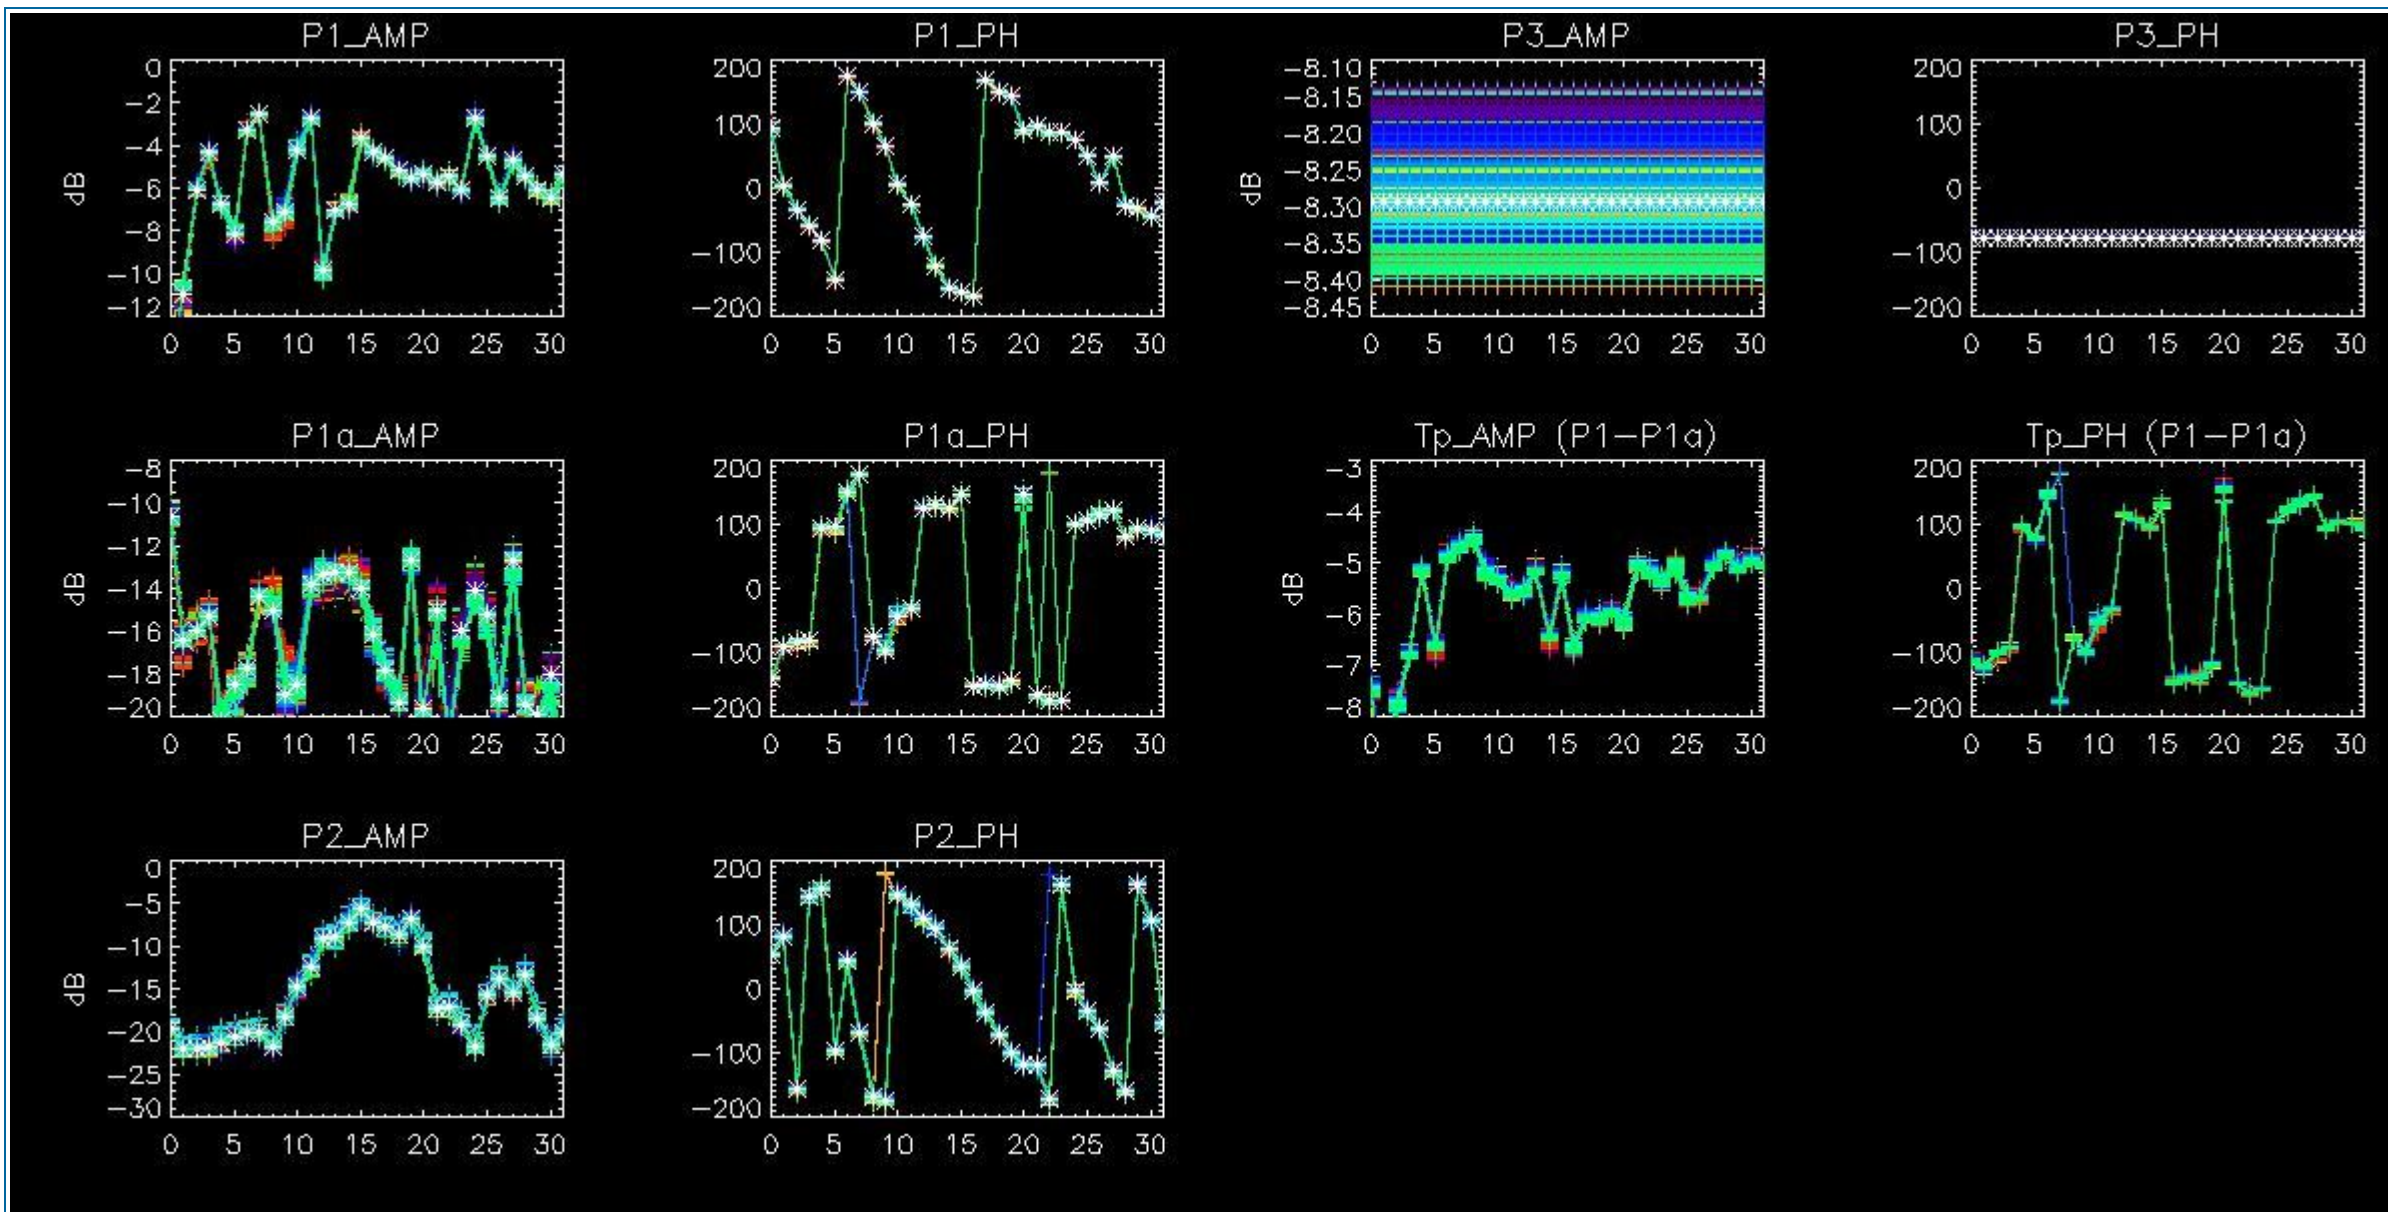 P1_AMP
0
−2
−4
−6
−8
−10
−12
dB
0 5 10 15 20 25 30
P1_PH
200
100
0
−100
−200
0 5 10 15 20 25 30
P3_AMP
−8.10
−8.15
−8.20
−8.25
−8.30
−8.35
−8.40
−8.45
dB
0 5 10 15 20 25 30
P3_PH
200
100
0
−100
−200
0 5 10 15 20 25 30
P1a_AMP
−8
−10
−12
−14
−16
−18
−20
dB
0 5 10 15 20 25 30
P1a_PH
200
100
0
−100
−200
0 5 10 15 20 25 30
Tp_AMP (P1−P1a)
−3
−4
−5
−6
−7
−8
dB
0 5 10 15 20 25 30
Tp_PH (P1−P1a)
200
100
0
−100
−200
0 5 10 15 20 25 30
P2_AMP
0
−5
−10
−15
−20
−25
−30
dB
0 5 10 15 20 25 30
P2_PH
200
100
0
−100
−200
0 5 10 15 20 25 30